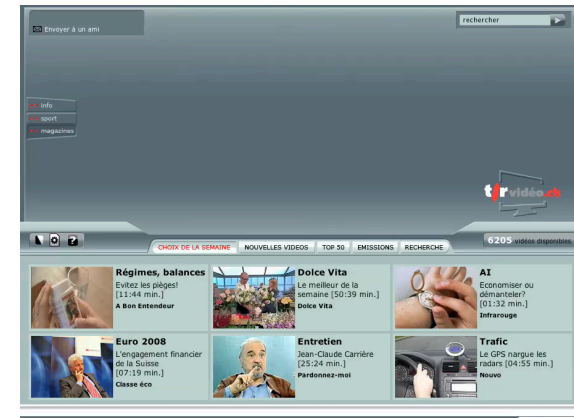 rechercher
Envoyer à un ami
info
sport
magazines
tsrvidéo.ch
CHOIX DE LA SEMAINE
NOUVELLES VIDEOS
TOP 50
EMISSIONS
RECHERCHE
6205 vidéos disponibles
Régimes, balances
Evitez les pièges!
[11:44 min.]
A Bon Entendeur
Dolce Vita
Le meilleur de la
semaine [50:39 min.]
Dolce Vita
AI
Economiser ou
démanteler?
[01:32 min.]
Infrarouge
Euro 2008
L'engagement financier
de la Suisse
[07:19 min.]
Classe éco
Entretien
Jean-Claude Carrière
[25:24 min.]
Pardonnez-moi
Trafic
Le GPS nargue les
radars [04:55 min.]
Nouvo